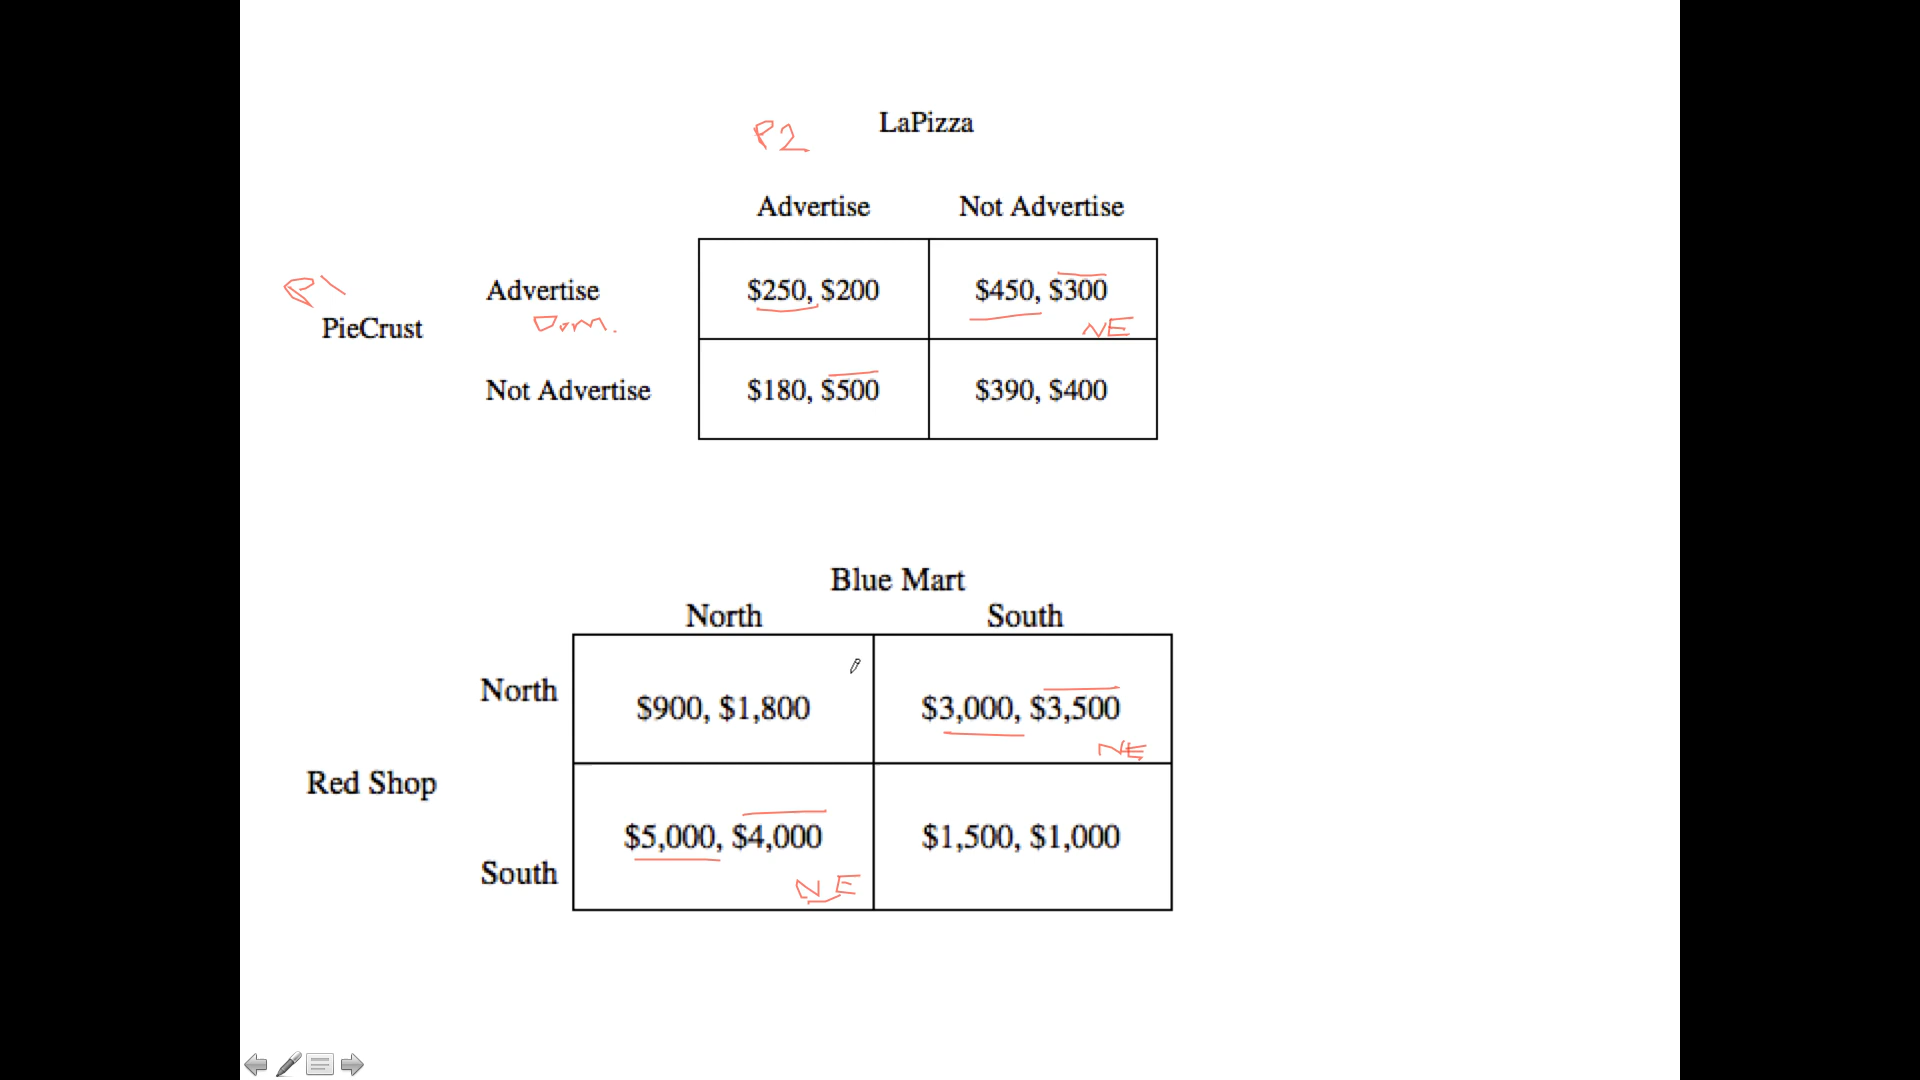 P2 LaPizza
Advertise Not Advertise
P1
Advertise $250, $200 $450, $300
PieCrust Dom. NE
Not Advertise $180, $500 $390, $400
Blue Mart
North South
North $900, $1,800 $3,000, $3,500
NE
Red Shop
South $5,000, $4,000 $1,500, $1,000
NE